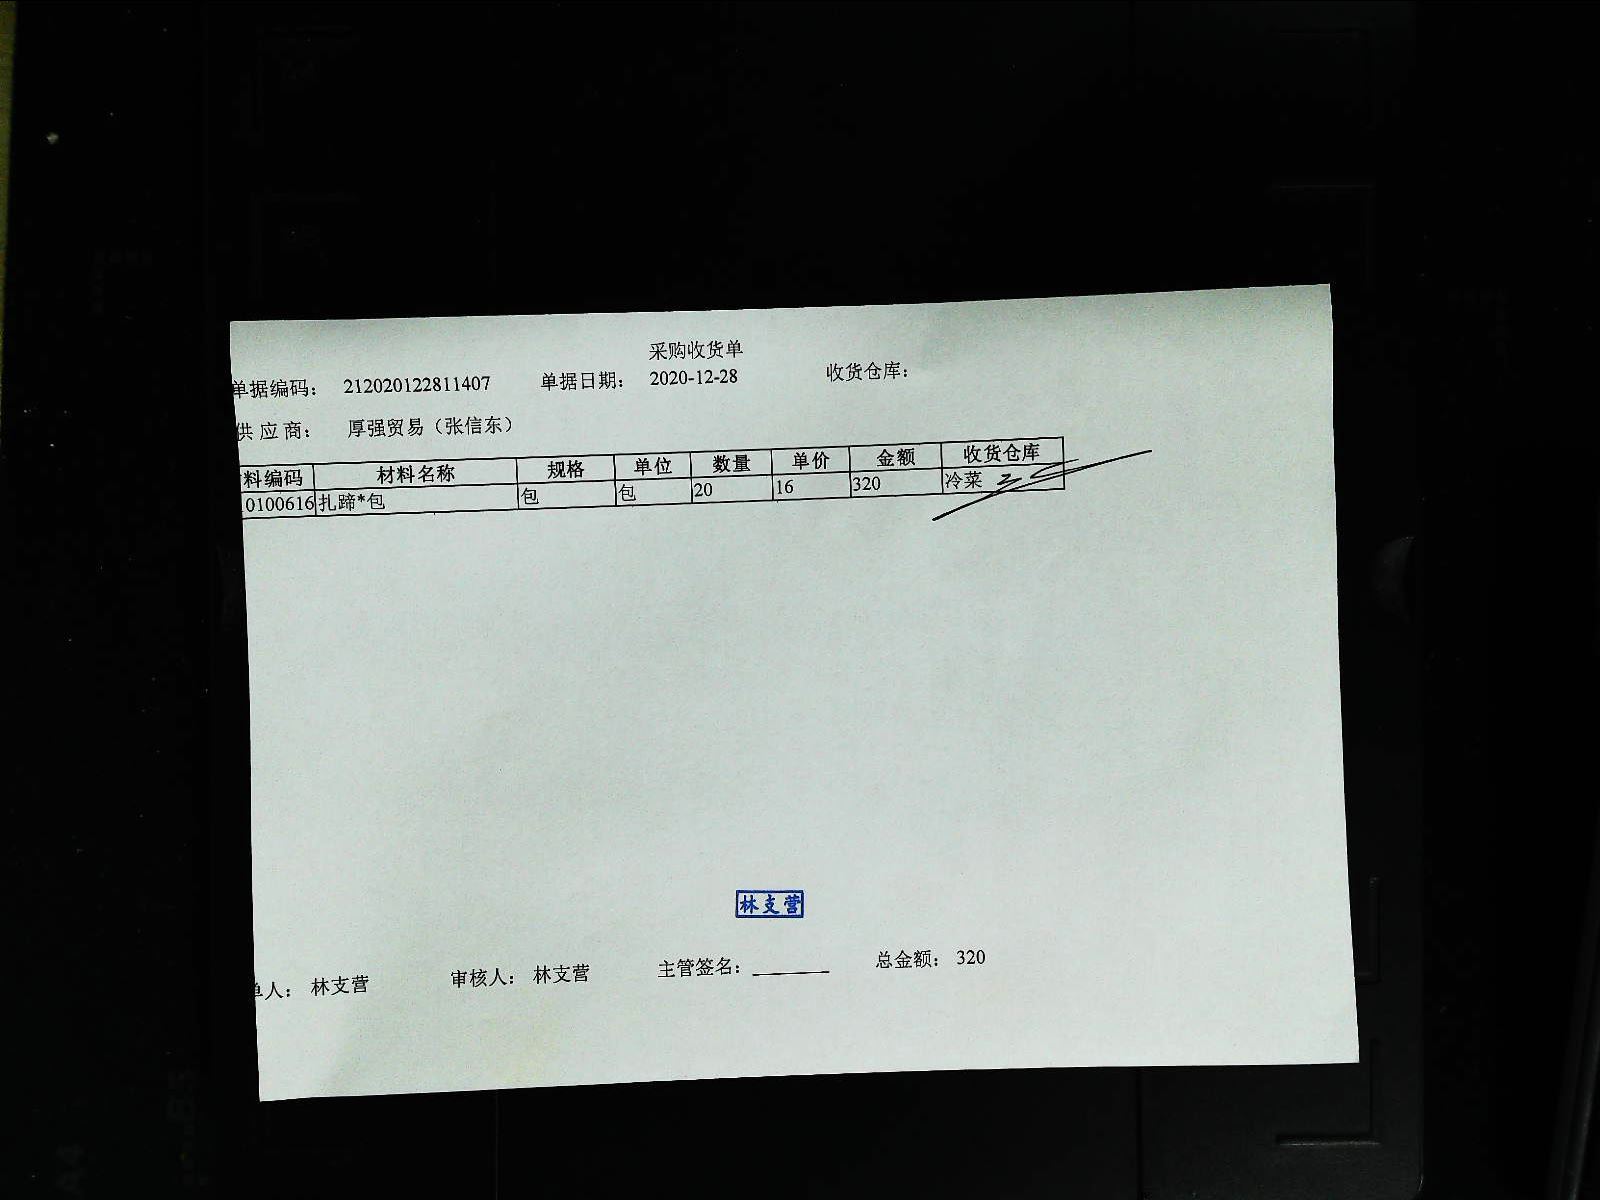 采购收货单
单据编码： 212020122811407 单据日期： 2020-12-28 收货仓库：
供应商： 厚强贸易（张信东）
料编码 材料名称 规格 单位 数量 单价 金额 收货仓库
0100616 扎蹄*包 包 包 20 16 320 冷菜
林支营
单人： 林支营 审核人： 林支营 主管签名：_______ 总金额： 320